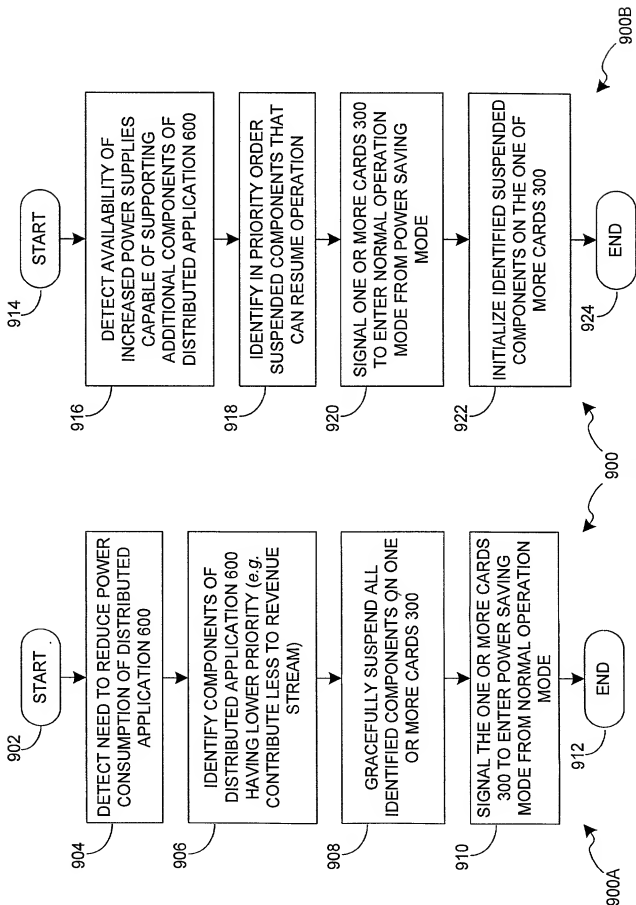 902
START
904
DETECT NEED TO REDUCE POWER
CONSUMPTION OF DISTRIBUTED
APPLICATION 600
906
IDENTIFY COMPONENTS OF
DISTRIBUTED APPLICATION 600
HAVING LOWER PRIORITY (e.g.
CONTRIBUTE LESS TO REVENUE
STREAM)
908
GRACEFULLY SUSPEND ALL
IDENTIFIED COMPONENTS ON ONE
OR MORE CARDS 300
910
SIGNAL THE ONE OR MORE CARDS
300 TO ENTER POWER SAVING
MODE FROM NORMAL OPERATION
MODE
912
END
900A
900
914
START
916
DETECT AVAILABILITY OF
INCREASED POWER SUPPLIES
CAPABLE OF SUPPORTING
ADDITIONAL COMPONENTS OF
DISTRIBUTED APPLICATION 600
918
IDENTIFY IN PRIORITY ORDER
SUSPENDED COMPONENTS THAT
CAN RESUME OPERATION
920
SIGNAL ONE OR MORE CARDS 300
TO ENTER NORMAL OPERATION
MODE FROM POWER SAVING
MODE
922
INITIALIZE IDENTIFIED SUSPENDED
COMPONENTS ON THE ONE OF
MORE CARDS 300
924
END
900B